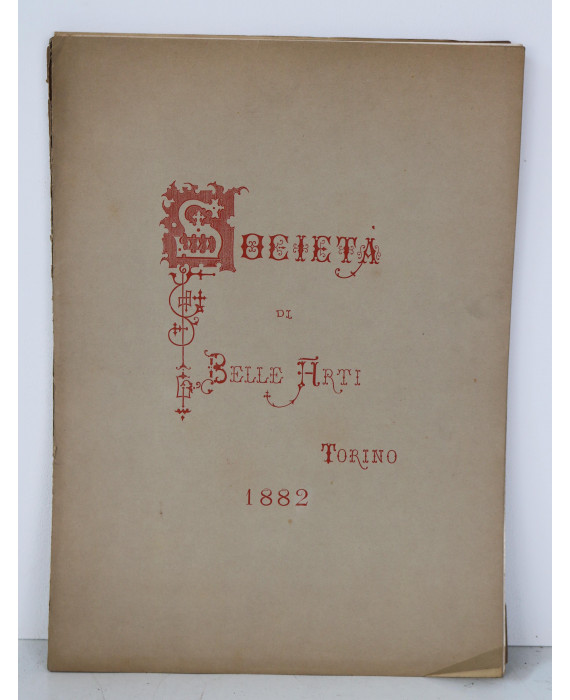 SOCIETÀ
DI
BELLE ARTI
TORINO
1882